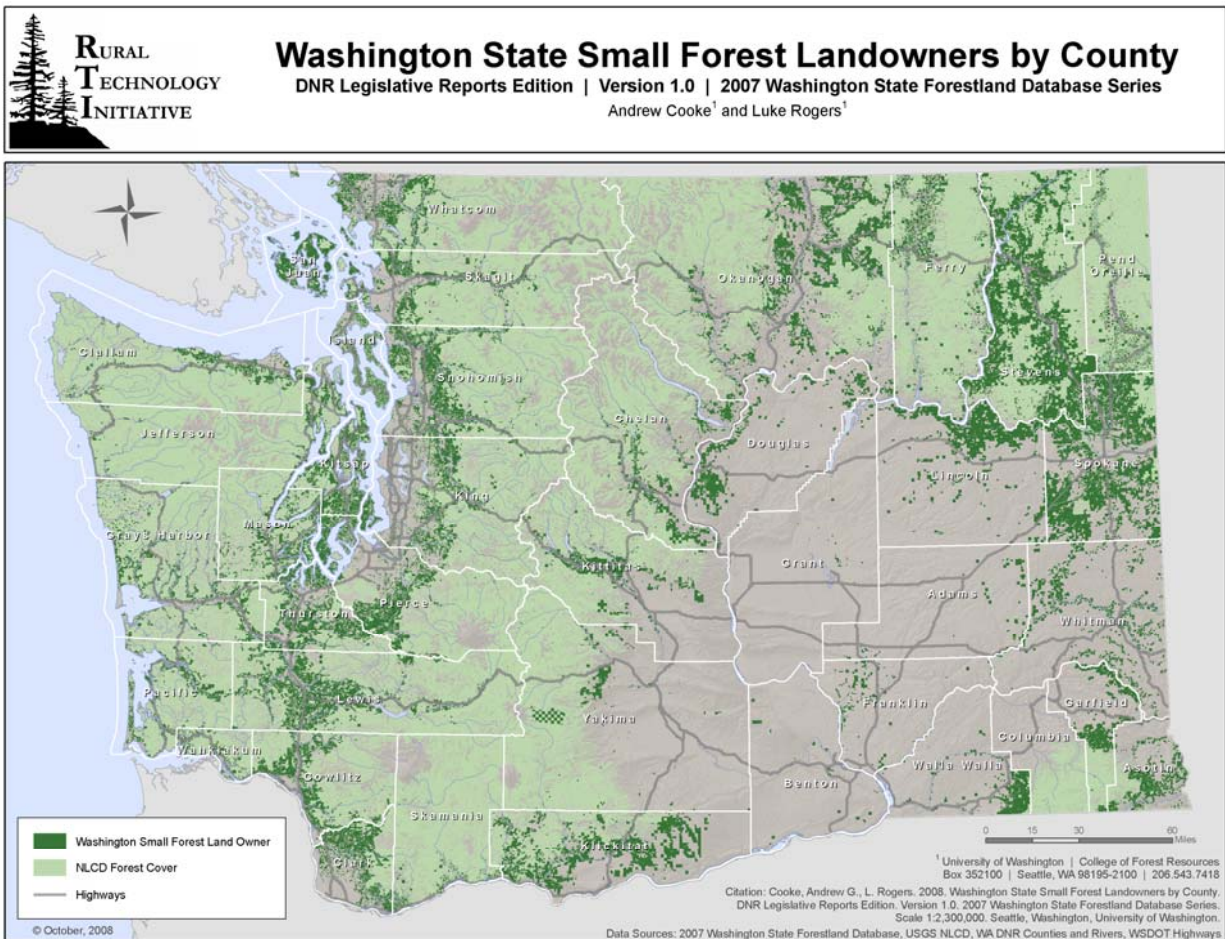 RURAL
TECHNOLOGY
INITIATIVE
Washington State Small Forest Landowners by County
DNR Legislative Reports Edition | Version 1.0 | 2007 Washington State Forestland Database Series
Andrew Cooke¹ and Luke Rogers¹
Whatcom
San Juan
Skagit
Okanogan
Ferry
Pend Oreille
Island
Clallam
Snohomish
Stevens
Chelan
Jefferson
Douglas
Kitsap
Spokane
Lincoln
King
Mason
Grays Harbor
Kittitas
Grant
Adams
Pierce
Thurston
Whitman
Pacific
Lewis
Yakima
Franklin
Garfield
Columbia
Wahkiakum
Cowlitz
Walla Walla
Asotin
Benton
Skamania
Klickitat
Clark
Washington Small Forest Land Owner
NLCD Forest Cover
Highways
© October, 2008
0 15 30 60
Miles
¹ University of Washington | College of Forest Resources
Box 352100 | Seattle, WA 98195-2100 | 206.543.7418
Citation: Cooke, Andrew G., L. Rogers. 2008. Washington State Small Forest Landowners by County.
DNR Legislative Reports Edition. Version 1.0. 2007 Washington State Forestland Database Series.
Scale 1:2,300,000. Seattle, Washington, University of Washington.
Data Sources: 2007 Washington State Forestland Database, USGS NLCD, WA DNR Counties and Rivers, WSDOT Highways